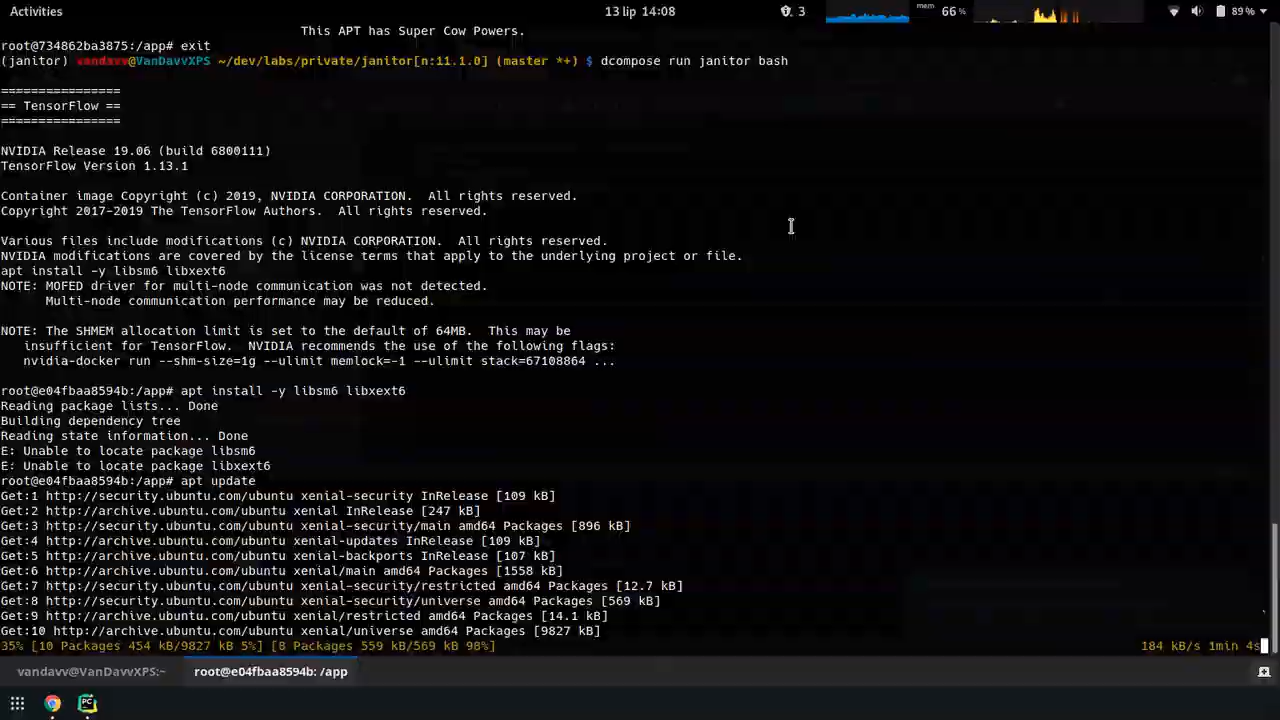 Activities
13 lip 14:08
3
mem 66 %
89 %
This APT has Super Cow Powers.
root@734862ba3875:/app# exit
(janitor) vandavv@VanDavvXPS ~/dev/labs/private/janitor[n:11.1.0] (master *+) $ dcompose run janitor bash
================
== TensorFlow ==
================
NVIDIA Release 19.06 (build 6800111)
TensorFlow Version 1.13.1
Container image Copyright (c) 2019, NVIDIA CORPORATION.  All rights reserved.
Copyright 2017-2019 The TensorFlow Authors.  All rights reserved.
Various files include modifications (c) NVIDIA CORPORATION.  All rights reserved.
NVIDIA modifications are covered by the license terms that apply to the underlying project or file.
apt install -y libsm6 libxext6
NOTE: MOFED driver for multi-node communication was not detected.
Multi-node communication performance may be reduced.
NOTE: The SHMEM allocation limit is set to the default of 64MB.  This may be
insufficient for TensorFlow.  NVIDIA recommends the use of the following flags:
nvidia-docker run --shm-size=1g --ulimit memlock=-1 --ulimit stack=67108864 ...
root@e04fbaa8594b:/app# apt install -y libsm6 libxext6
Reading package lists... Done
Building dependency tree
Reading state information... Done
E: Unable to locate package libsm6
E: Unable to locate package libxext6
root@e04fbaa8594b:/app# apt update
Get:1 http://security.ubuntu.com/ubuntu xenial-security InRelease [109 kB]
Get:2 http://archive.ubuntu.com/ubuntu xenial InRelease [247 kB]
Get:3 http://security.ubuntu.com/ubuntu xenial-security/main amd64 Packages [896 kB]
Get:4 http://archive.ubuntu.com/ubuntu xenial-updates InRelease [109 kB]
Get:5 http://archive.ubuntu.com/ubuntu xenial-backports InRelease [107 kB]
Get:6 http://archive.ubuntu.com/ubuntu xenial/main amd64 Packages [1558 kB]
Get:7 http://security.ubuntu.com/ubuntu xenial-security/restricted amd64 Packages [12.7 kB]
Get:8 http://security.ubuntu.com/ubuntu xenial-security/universe amd64 Packages [569 kB]
Get:9 http://archive.ubuntu.com/ubuntu xenial/restricted amd64 Packages [14.1 kB]
Get:10 http://archive.ubuntu.com/ubuntu xenial/universe amd64 Packages [9827 kB]
35% [10 Packages 454 kB/9827 kB 5%] [8 Packages 559 kB/569 kB 98%]
184 kB/s 1min 4s
vandavv@VanDavvXPS:~
root@e04fbaa8594b: /app
PC